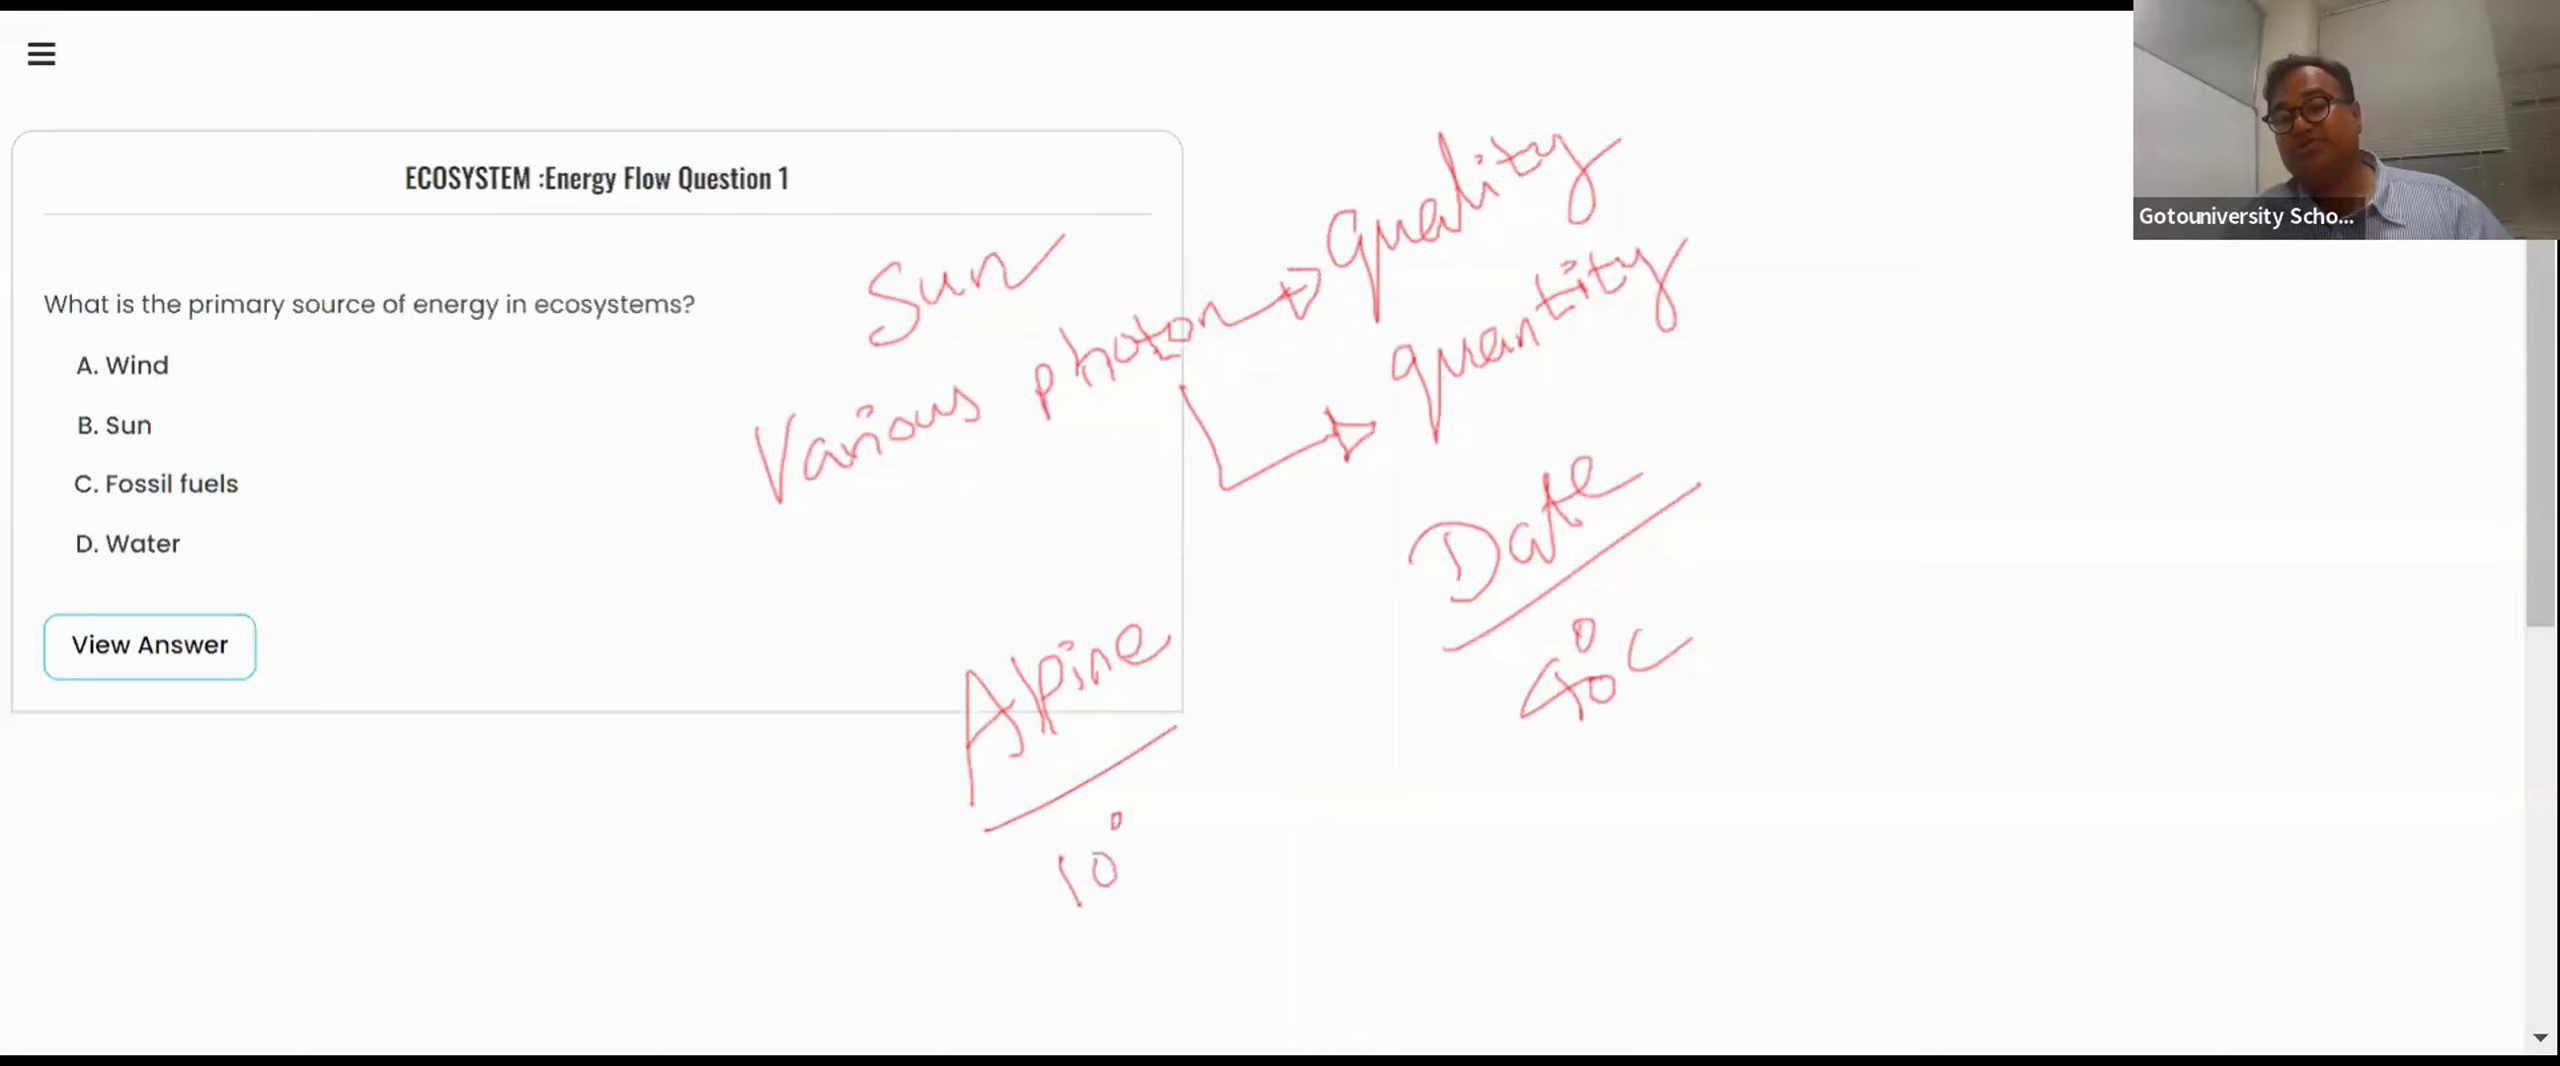 Gotouniversity Scho...
ECOSYSTEM :Energy Flow Question 1
What is the primary source of energy in ecosystems?
A. Wind
B. Sun
C. Fossil fuels
D. Water
View Answer
Sun
Various photon
quality
quantity
Date
40°C
Alpine
10°